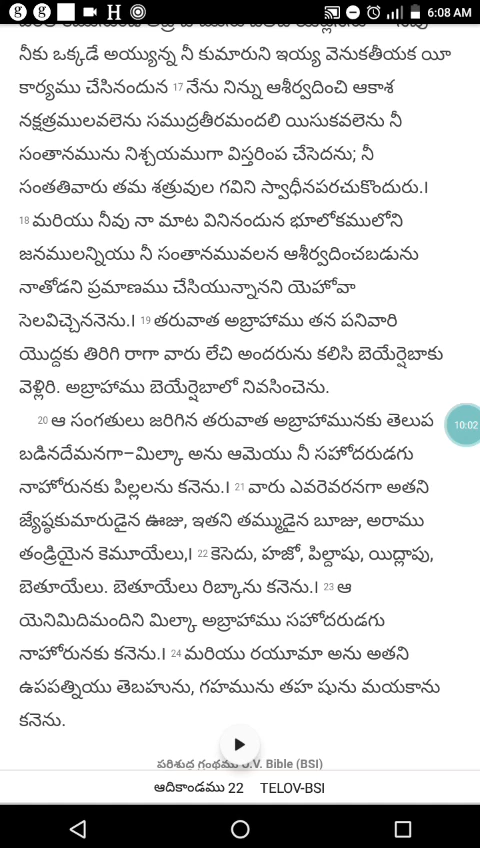 6:08 AM
నీకు ఒక్కడే అయ్యున్న నీ కుమారుని ఇయ్య వెనుకతీయక యీ
కార్యము చేసినందున 17 నేను నిన్ను ఆశీర్వదించి ఆకాశ
నక్షత్రములవలెను సముద్రతీరమందలి యిసుకవలెను నీ
సంతానమును నిశ్చయముగా విస్తరింప చేసెదను; నీ
సంతతివారు తమ శత్రువుల గవిని స్వాధీనపరచుకొందురు.l
18 మరియు నీవు నా మాట వినినందున భూలోకములోని
జనములన్నియు నీ సంతానమువలన ఆశీర్వదించబడును
నాతోడని ప్రమాణము చేసియున్నానని యెహోవా
సెలవిచ్చెననెను.l 19 తరువాత అబ్రాహాము తన పనివారి
యొద్దకు తిరిగి రాగా వారు లేచి అందరును కలిసి బెయేర్షెబాకు
వెళ్లిరి. అబ్రాహాము బెయేర్షెబాలో నివసించెను.
20 ఆ సంగతులు జరిగిన తరువాత అబ్రాహామునకు తెలుప
10:02
బడినదేమనగా–మిల్కా అను ఆమెయు నీ సహోదరుడగు
నాహోరునకు పిల్లలను కనెను.l 21 వారు ఎవరెవరనగా అతని
జ్యేష్ఠకుమారుడైన ఊజు, ఇతని తమ్ముడైన బూజు, అరాము
తండ్రియైన కెమూయేలు,l 22 కెసెదు, హజో, పిల్దాషు, యిద్లాపు,
బెతూయేలు. బెతూయేలు రిబ్కాను కనెను.l 23 ఆ
యెనిమిదిమందిని మిల్కా అబ్రాహాము సహోదరుడగు
నాహోరునకు కనెను.l 24 మరియు రయూమా అను అతని
ఉపపత్నియు తెబహును, గహమును తహ షును మయకాను
కనెను.
పరిశుద్ధ గ్రంథము O.V. Bible (BSI)
ఆదికాండము 22 TELOV-BSI